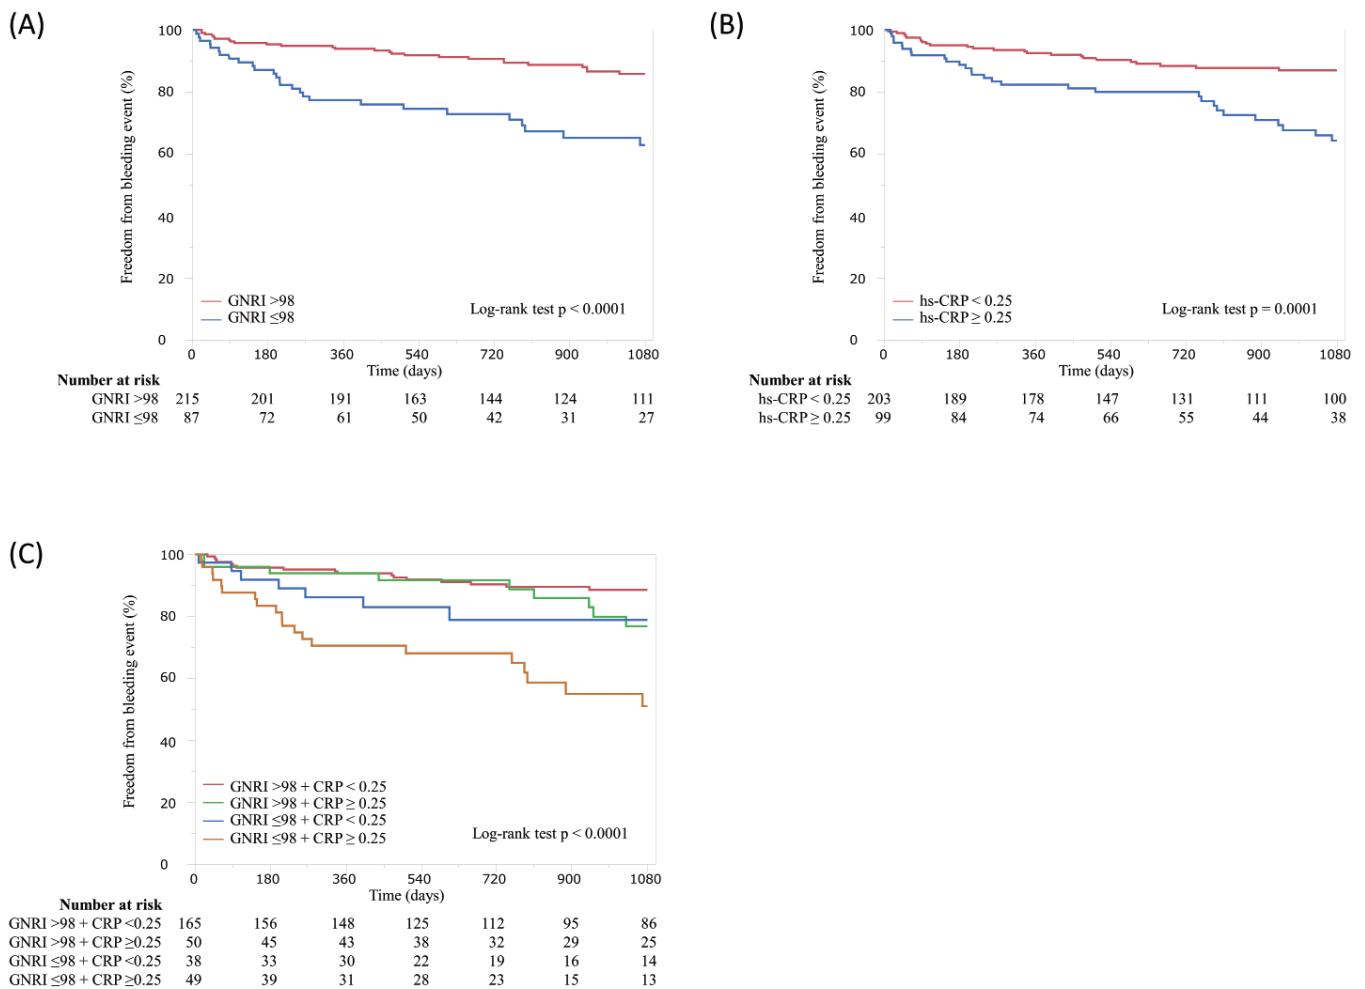 (A)
Freedom from bleeding event (%)
100
80
60
40
20
0
GNRI >98
GNRI ≤98
Log-rank test p < 0.0001
0 180 360 540 720 900 1080
Time (days)
Number at risk
GNRI >98 215 201 191 163 144 124 111
GNRI ≤98 87 72 61 50 42 31 27
(B)
Freedom from bleeding event (%)
100
80
60
40
20
0
hs-CRP < 0.25
hs-CRP ≥ 0.25
Log-rank test p = 0.0001
0 180 360 540 720 900 1080
Time (days)
Number at risk
hs-CRP < 0.25 203 189 178 147 131 111 100
hs-CRP ≥ 0.25 99 84 74 66 55 44 38
(C)
Freedom from bleeding event (%)
100
80
60
40
20
0
GNRI >98 + CRP < 0.25
GNRI >98 + CRP ≥ 0.25
GNRI ≤98 + CRP < 0.25
GNRI ≤98 + CRP ≥ 0.25
Log-rank test p < 0.0001
0 180 360 540 720 900 1080
Time (days)
Number at risk
GNRI >98 + CRP <0.25 165 156 148 125 112 95 86
GNRI >98 + CRP ≥0.25 50 45 43 38 32 29 25
GNRI ≤98 + CRP <0.25 38 33 30 22 19 16 14
GNRI ≤98 + CRP ≥0.25 49 39 31 28 23 15 13